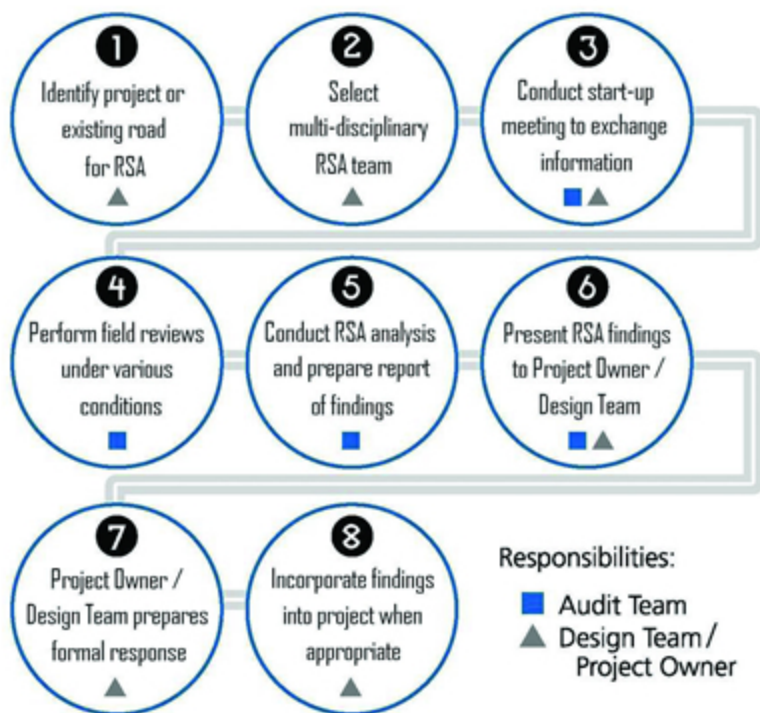 1
Identify project or
existing road
for RSA
2
Select
multi-disciplinary
RSA team
3
Conduct start-up
meeting to exchange
information
4
Perform field reviews
under various
conditions
5
Conduct RSA analysis
and prepare report
of findings
6
Present RSA findings
to Project Owner /
Design Team
7
Project Owner /
Design Team prepares
formal response
8
Incorporate findings
into project when
appropriate
Responsibilities:
Audit Team
Design Team /
Project Owner